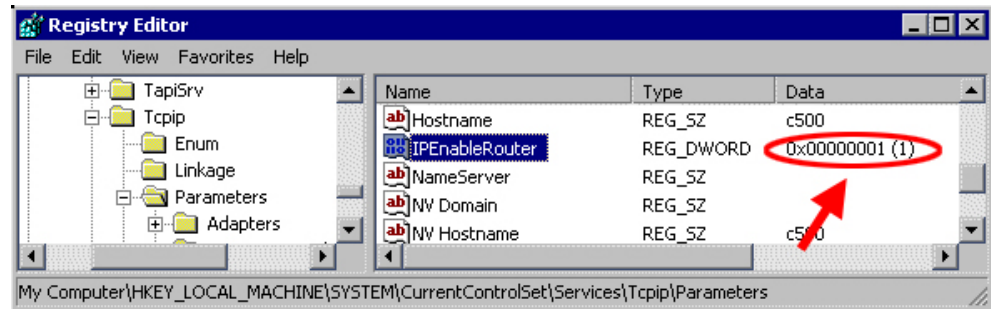 Registry Editor
File Edit View Favorites Help
TapiSrv
Tcpip
Enum
Linkage
Parameters
Adapters
Name Type Data
Hostname REG_SZ c500
IPEnableRouter REG_DWORD 0x00000001 (1)
NameServer REG_SZ
NV Domain REG_SZ
NV Hostname REG_SZ c500
My Computer\HKEY_LOCAL_MACHINE\SYSTEM\CurrentControlSet\Services\Tcpip\Parameters